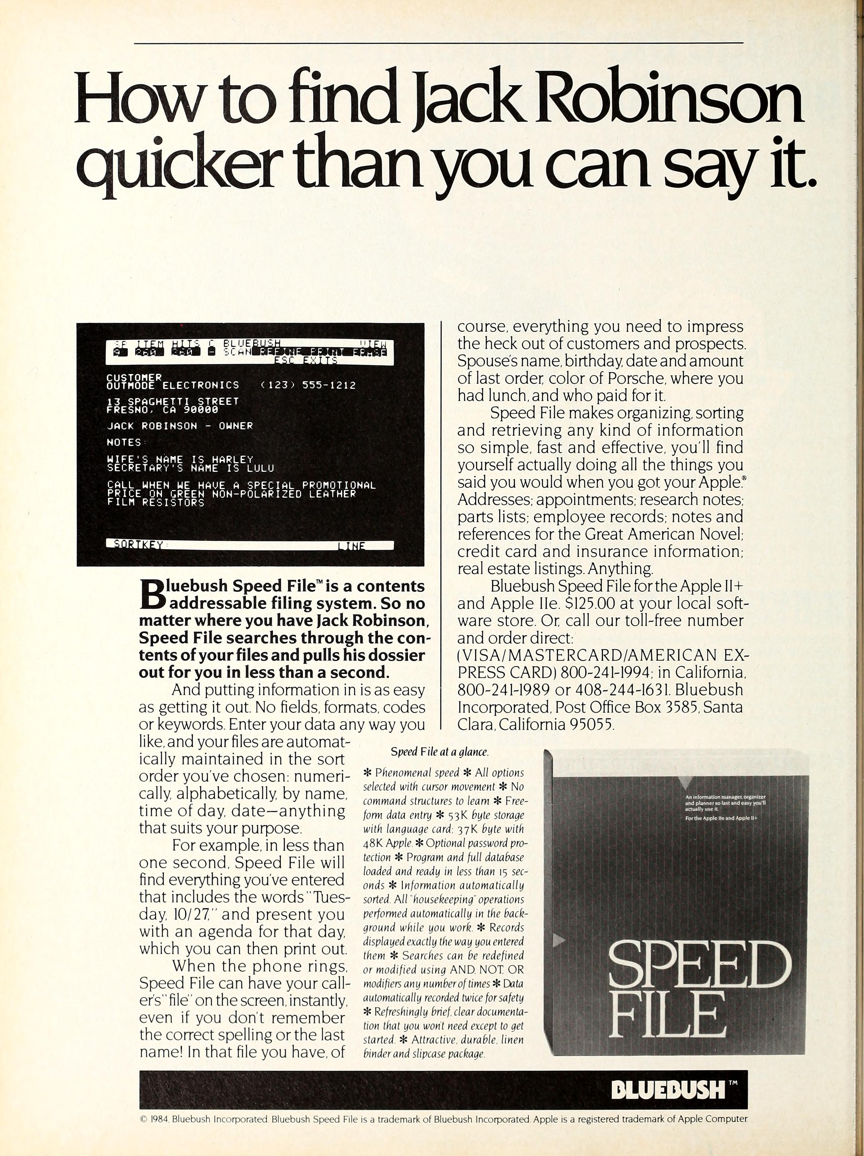 How to find Jack Robinson
quicker than you can say it.
SF ITEM HITS C BLUEBUSH VIEW
SCAN REFINE PRINT ERASE
ESC EXITS
CUSTOMER
OUTMODE ELECTRONICS (123) 555-1212
13 SPAGHETTI STREET
FRESNO, CA 90000
JACK ROBINSON - OWNER
NOTES:
WIFE'S NAME IS HARLEY
SECRETARY'S NAME IS LULU
CALL WHEN WE HAVE A SPECIAL PROMOTIONAL
PRICE ON GREEN NON-POLARIZED LEATHER
FILM RESISTORS
SORTKEY: LINE
Bluebush Speed File™ is a contents
addressable filing system. So no
matter where you have Jack Robinson,
Speed File searches through the con-
tents of your files and pulls his dossier
out for you in less than a second.
And putting information in is as easy
as getting it out. No fields, formats, codes
or keywords. Enter your data any way you
like, and your files are automat-
ically maintained in the sort
order you've chosen: numeri-
cally, alphabetically, by name,
time of day, date—anything
that suits your purpose.
For example, in less than
one second, Speed File will
find everything you've entered
that includes the words "Tues-
day, 10/27," and present you
with an agenda for that day,
which you can then print out.
When the phone rings,
Speed File can have your call-
er's "file" on the screen, instantly,
even if you don't remember
the correct spelling or the last
name! In that file you have, of
course, everything you need to impress
the heck out of customers and prospects.
Spouse's name, birthday, date and amount
of last order, color of Porsche, where you
had lunch, and who paid for it.
Speed File makes organizing, sorting
and retrieving any kind of information
so simple, fast and effective, you'll find
yourself actually doing all the things you
said you would when you got your Apple.®
Addresses; appointments; research notes;
parts lists; employee records; notes and
references for the Great American Novel;
credit card and insurance information;
real estate listings. Anything.
Bluebush Speed File for the Apple II+
and Apple IIe. $125.00 at your local soft-
ware store. Or, call our toll-free number
and order direct:
(VISA/MASTERCARD/AMERICAN EX-
PRESS CARD) 800-241-1994; in California,
800-241-1989 or 408-244-1631. Bluebush
Incorporated, Post Office Box 3585, Santa
Clara, California 95055.
Speed File at a glance.
✻ Phenomenal speed ✻ All options
selected with cursor movement ✻ No
command structures to learn ✻ Free-
form data entry ✻ 53K byte storage
with language card; 37K byte with
48K Apple ✻ Optional password pro-
tection ✻ Program and full database
loaded and ready in less than 15 sec-
onds ✻ Information automatically
sorted. All "housekeeping" operations
performed automatically in the back-
ground while you work. ✻ Records
displayed exactly the way you entered
them ✻ Searches can be redefined
or modified using AND, NOT, OR
modifiers any number of times ✻ Data
automatically recorded twice for safety
✻ Refreshingly brief, clear documenta-
tion that you won't need except to get
started. ✻ Attractive, durable, linen
binder and slipcase package.
An information manager, organizer
and planner so fast and easy you'll
actually use it.
For the Apple IIe and Apple II+
SPEED
FILE
BLUEBUSH™
© 1984, Bluebush Incorporated. Bluebush Speed File is a trademark of Bluebush Incorporated. Apple is a registered trademark of Apple Computer.